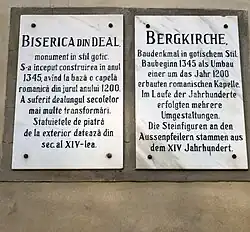 BISERICA DIN DEAL
monument in stil gotic.
S-a început construirea în anul
1345, având la bază o capelă
romanică din jurul anului 1200.
A suferit dealungul secolelor
mai multe transformări.
Statuietele de piatră
de la exterior datează din
sec. al XIV-lea.
BERGKIRCHE.
Baudenkmal in gotischem Stil.
Baubeginn 1345 als Umbau
einer um das Jahr 1200
erbauten romanischen Kapelle.
Im Laufe der Jahrhunderte
erfolgten mehrere
Umgestaltungen.
Die Steinfiguren an den
Aussenpfeilern stammen aus
dem XIV Jahrhundert.